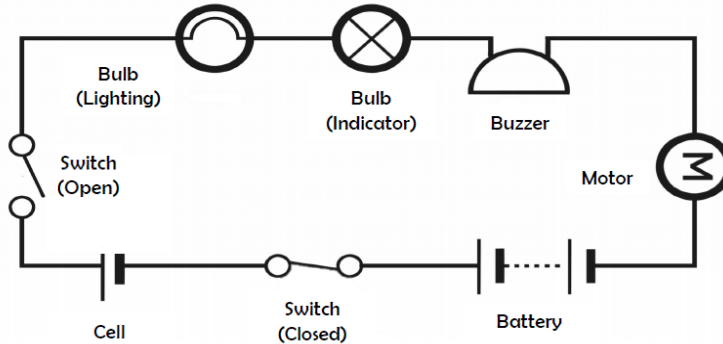 Bulb
(Lighting)
Bulb
(Indicator)
Buzzer
Switch
(Open)
Motor
M
Cell
Switch
(Closed)
Battery